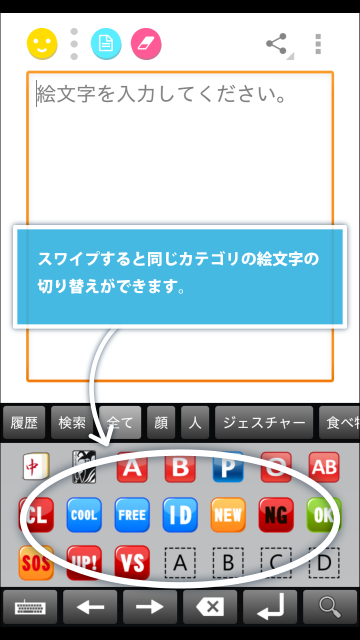 絵文字を入力してください。
スワイプすると同じカテゴリの絵文字の
切り替えができます。
履歴 検索 全て 顔 人 ジェスチャー 食べ物
中 A B P O AB
CL COOL FREE ID NEW NG OK
SOS UP! VS A B C D